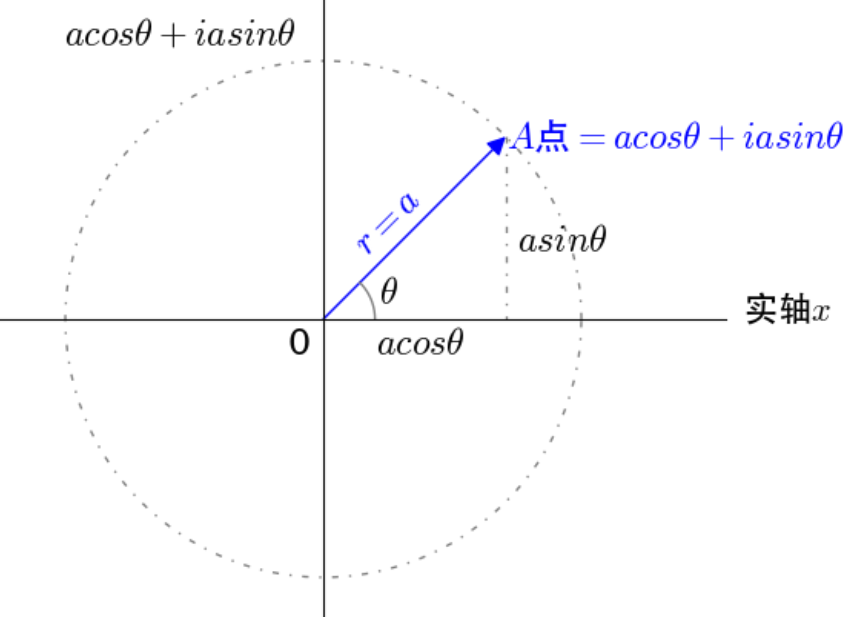 acosθ + iasinθ
A点 = acosθ + iasinθ
r = a
asinθ
θ
实轴x
0
acosθ